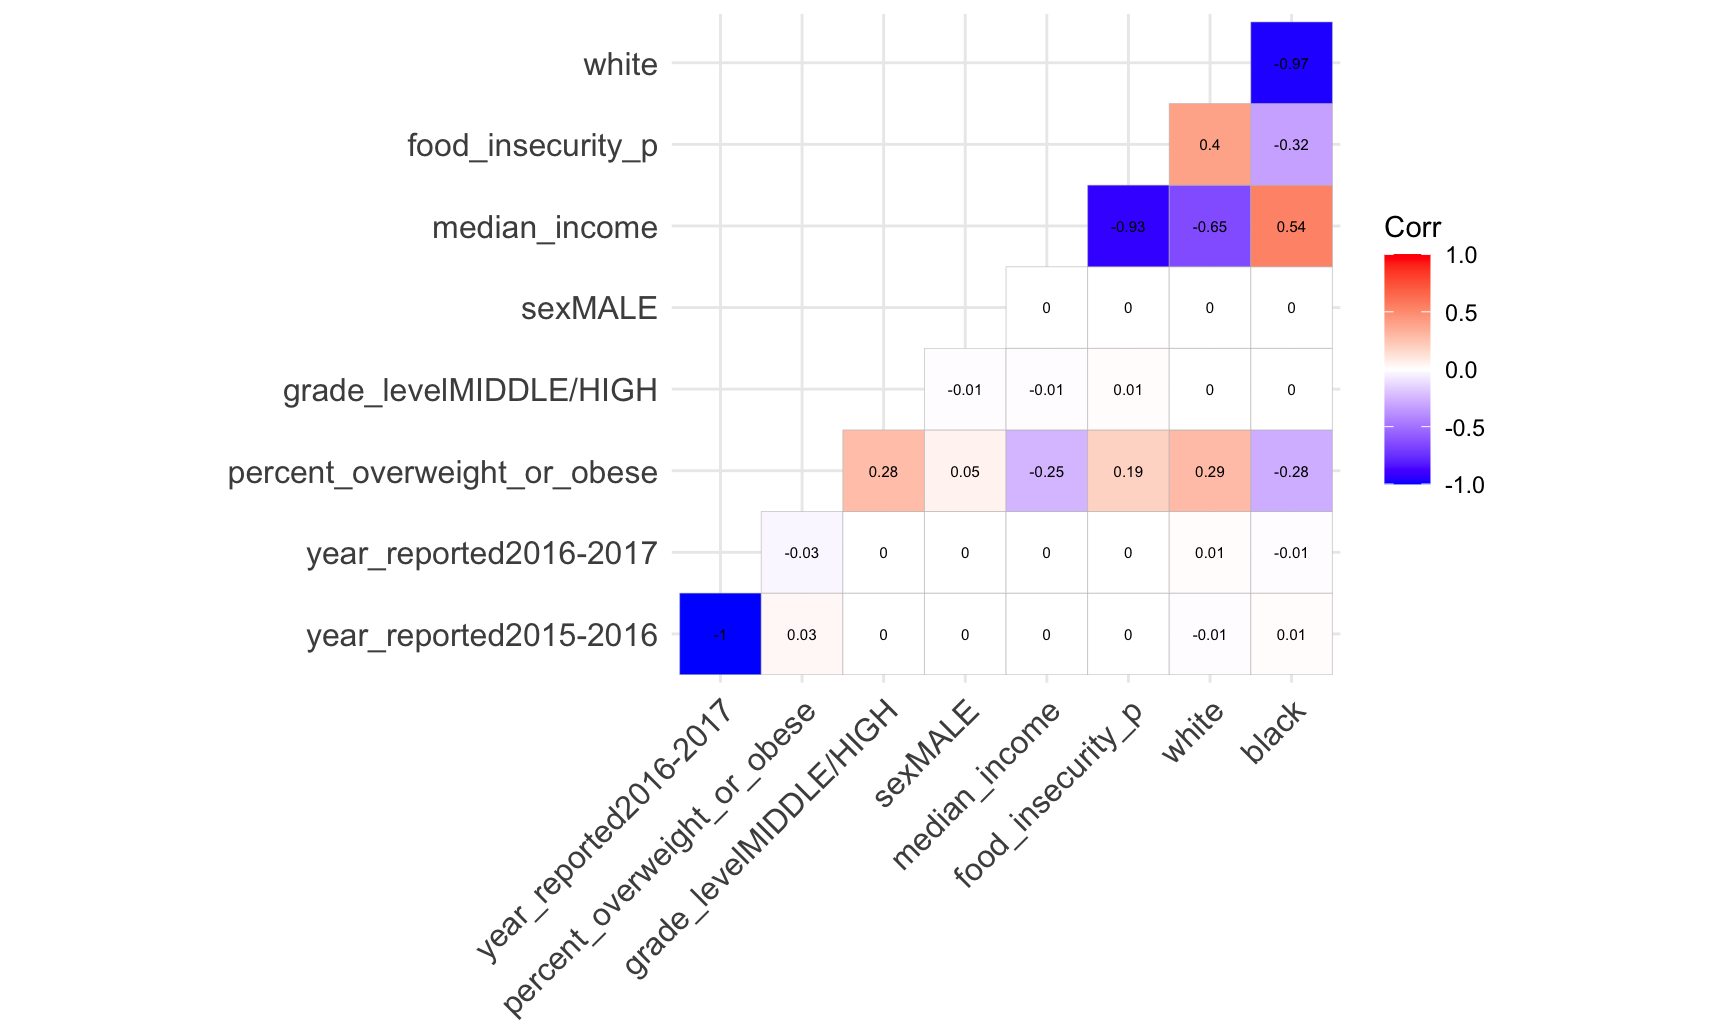 white -0.97
food_insecurity_p 0.4 -0.32
median_income -0.93 -0.65 0.54
sexMALE 0 0 0 0
grade_levelMIDDLE/HIGH -0.01 -0.01 0.01 0 0
percent_overweight_or_obese 0.28 0.05 -0.25 0.19 0.29 -0.28
year_reported2016-2017 -0.03 0 0 0 0 0.01 -0.01
year_reported2015-2016 -1 0.03 0 0 0 0 -0.01 0.01
year_reported2016-2017
percent_overweight_or_obese
grade_levelMIDDLE/HIGH
sexMALE
median_income
food_insecurity_p
white
black
Corr
1.0
0.5
0.0
-0.5
-1.0